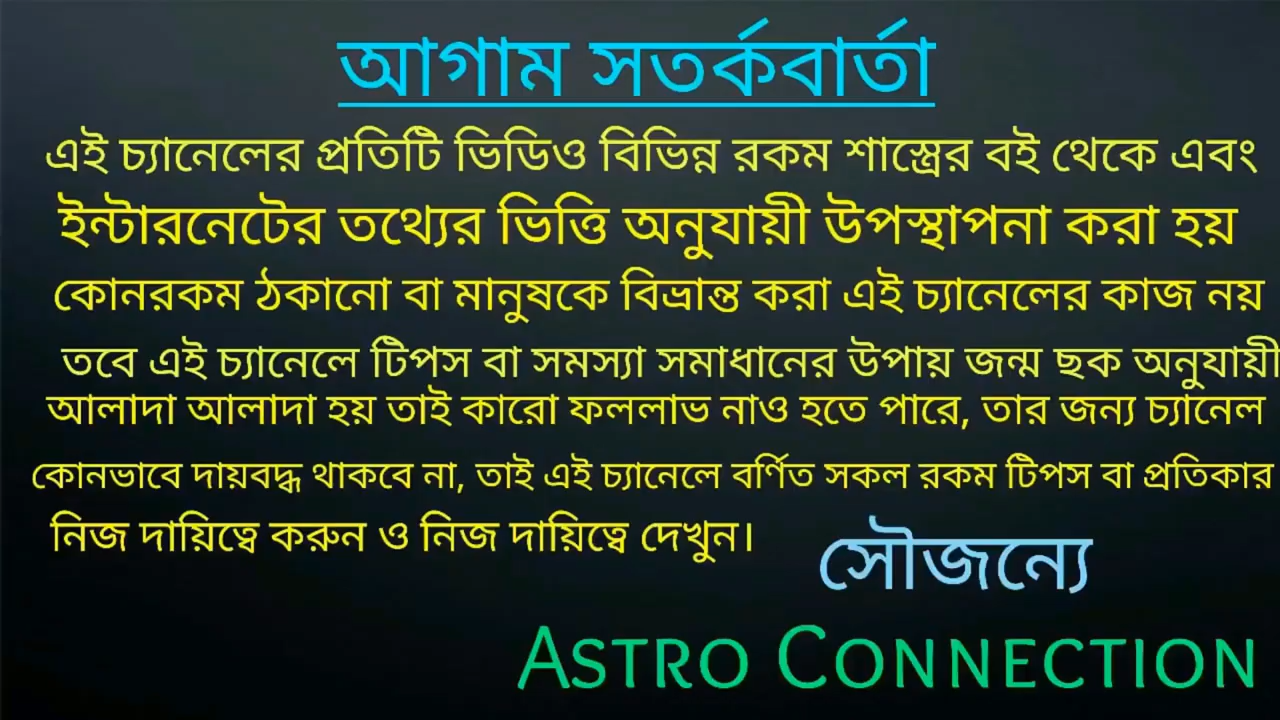 আগাম সতর্কবার্তা
এই চ্যানেলের প্রতিটি ভিডিও বিভিন্ন রকম শাস্ত্রের বই থেকে এবং
ইন্টারনেটের তথ্যের ভিত্তি অনুযায়ী উপস্থাপনা করা হয়
কোনরকম ঠকানো বা মানুষকে বিভ্রান্ত করা এই চ্যানেলের কাজ নয়
তবে এই চ্যানেলে টিপস বা সমস্যা সমাধানের উপায় জন্ম ছক অনুযায়ী
আলাদা আলাদা হয় তাই কারো ফললাভ নাও হতে পারে, তার জন্য চ্যানেল
কোনভাবে দায়বদ্ধ থাকবে না, তাই এই চ্যানেলে বর্ণিত সকল রকম টিপস বা প্রতিকার
নিজ দায়িত্বে করুন ও নিজ দায়িত্বে দেখুন।
সৌজন্যে
ASTRO CONNECTION